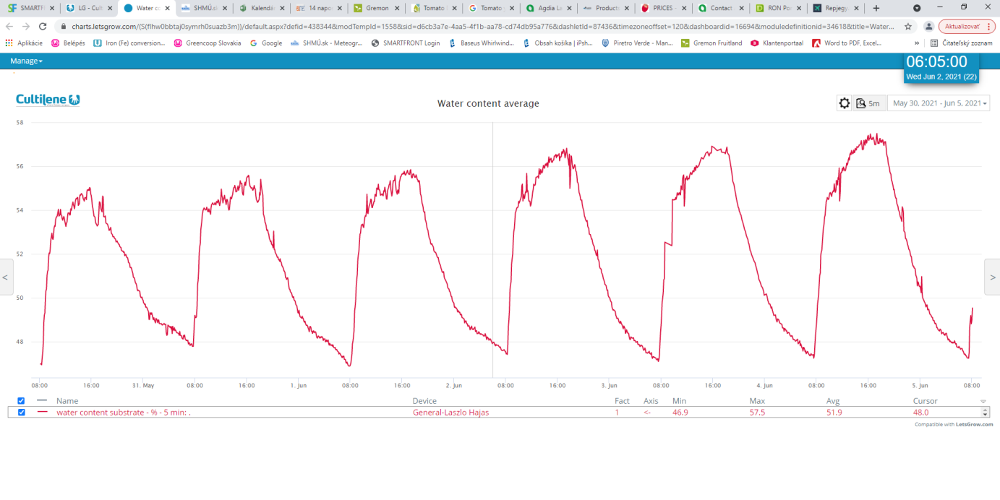 SMARTF
LG - Cult
Water co
SHMÚ.s
Kalendá
14 napo
Gremon
Tomato
Tomato
Agdia L
Product
PRICES -
Contact
RON Po
Repjegy
charts.letsgrow.com/(S(flhw0bbtaj0symrh0suazb3m))/default.aspx?defid=438344&modTempId=1558&sid=d6cb3a7e-4aa5-4f1b-aa78-cd74db95a776&dashletId=87436&timezoneoffset=120&dashboardid=16694&moduledefinitionid=34618&title=Water...
Aktualizovať
Aplikácie
Belépés
Iron (Fe) conversion...
Greencoop Slovakia
Google
SHMÚ.sk - Meteogr...
SMARTFRONT Login
Baseus Whirlwind...
Obsah košíka | iPsh...
Piretro Verde - Man...
Gremon Fruitland
Klantenportaal
Word to PDF, Excel...
»
Čitateľský zoznam
Manage
06:05:00
Wed Jun 2, 2021 (22)
Cultilene
Water content average
5m
May 30, 2021 - Jun 5, 2021
58
56
54
52
50
48
08:00 16:00 31. May 08:00 16:00 1. Jun 08:00 16:00 2. Jun 08:00 16:00 3. Jun 08:00 16:00 4. Jun 08:00 16:00 5. Jun 08:00
<
>
Name Device Fact Axis Min Max Avg Cursor
water content substrate - % - 5 min: . General-Laszlo Hajas 1 <- 46.9 57.5 51.9 48.0
Compatible with LetsGrow.com